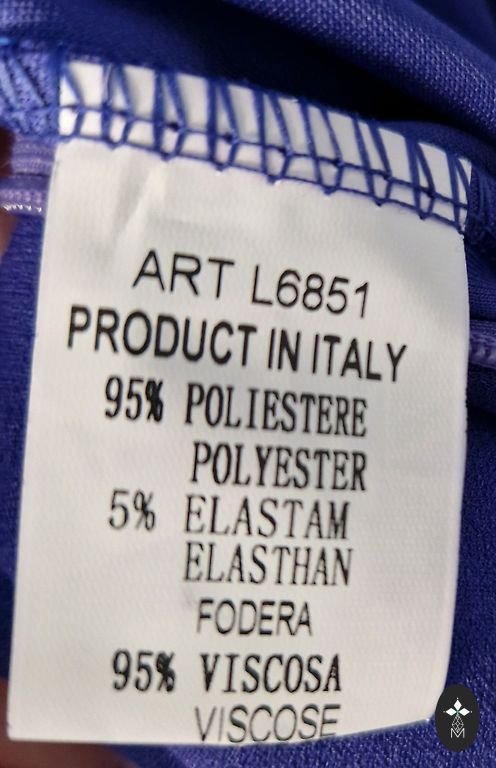 ART L6851
PRODUCT IN ITALY
95% POLIESTERE
POLYESTER
5% ELASTAM
ELASTHAN
FODERA
95% VISCOSA
VISCOSE
M